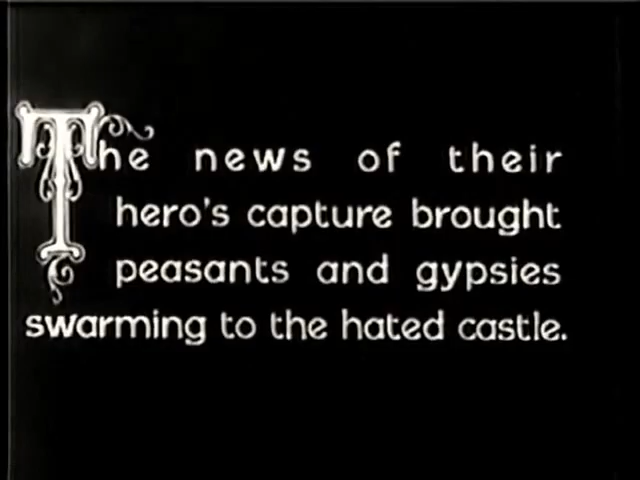 The news of their
hero's capture brought
peasants and gypsies
swarming to the hated castle.